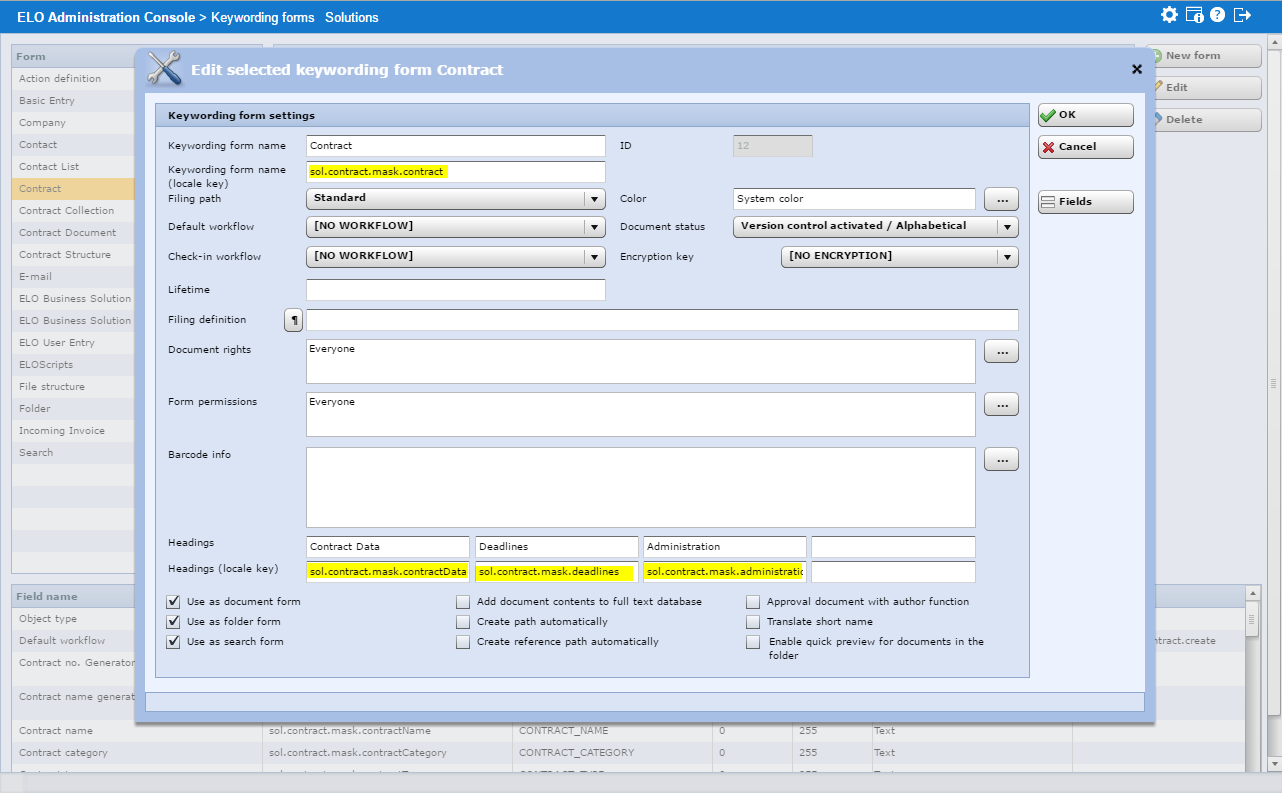 ELO Administration Console > Keywording forms Solutions
Form
Action definition
Basic Entry
Company
Contact
Contact List
Contract
Contract Collection
Contract Document
Contract Structure
E-mail
ELO Business Solution
ELO Business Solution
ELO User Entry
ELOScripts
File structure
Folder
Incoming Invoice
Search
New form
Edit
Delete
Edit selected keywording form Contract
Keywording form settings
Keywording form name Contract ID 12
Keywording form name (locale key) sol.contract.mask.contract
Filing path Standard Color System color ...
Default workflow [NO WORKFLOW] Document status Version control activated / Alphabetical
Check-in workflow [NO WORKFLOW] Encryption key [NO ENCRYPTION]
Lifetime
Filing definition ¶
Document rights Everyone ...
Form permissions Everyone ...
Barcode info ...
Headings Contract Data Deadlines Administration
Headings (locale key) sol.contract.mask.contractData sol.contract.mask.deadlines sol.contract.mask.administratic
Use as document form Add document contents to full text database Approval document with author function
Use as folder form Create path automatically Translate short name
Use as search form Create reference path automatically Enable quick preview for documents in the
folder
OK
Cancel
Fields
Field name
Object type
Default workflow ntract.create
Contract no. Generator
Contract name generat
Contract name sol.contract.mask.contractName CONTRACT_NAME 0 255 Text
Contract category sol.contract.mask.contractCategory CONTRACT_CATEGORY 0 255 Text